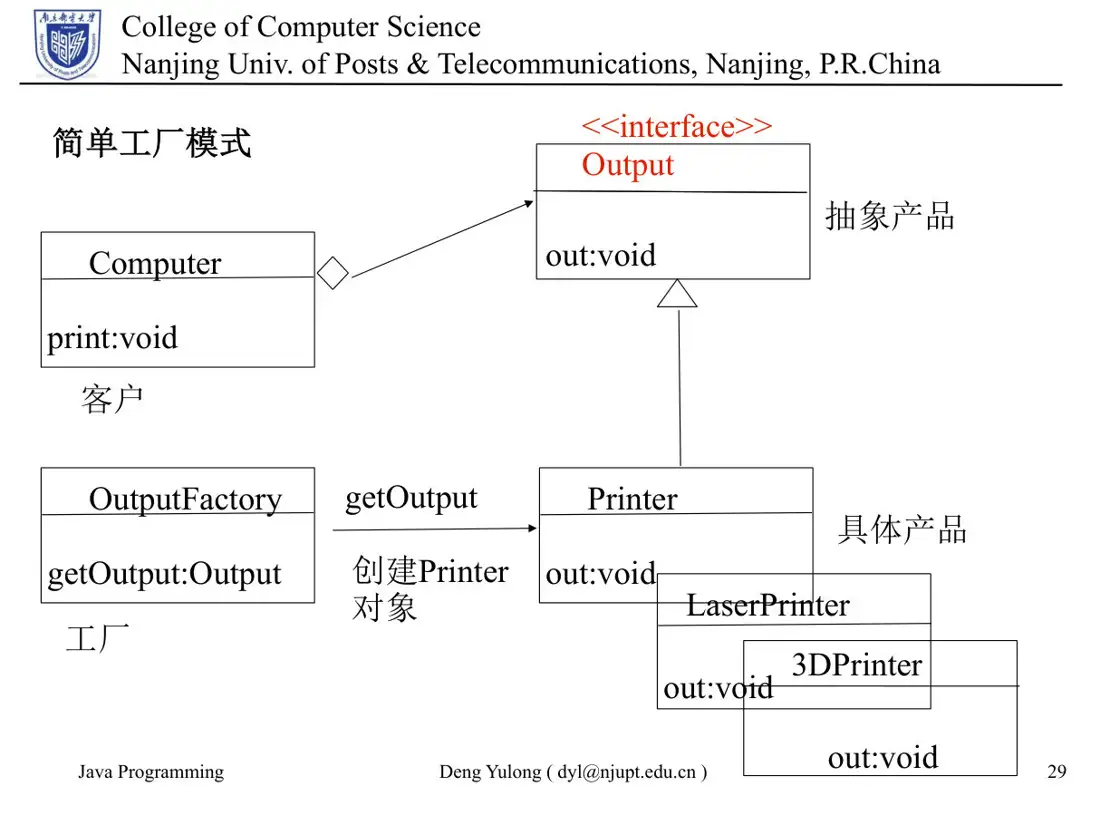 College of Computer Science
Nanjing Univ. of Posts & Telecommunications, Nanjing, P.R.China
简单工厂模式
<<interface>>
Output
out:void
抽象产品
Computer
print:void
客户
OutputFactory
getOutput:Output
工厂
getOutput
创建Printer
对象
Printer
out:void
具体产品
LaserPrinter
out:void
3DPrinter
out:void
Java Programming
Deng Yulong ( dyl@njupt.edu.cn )
29